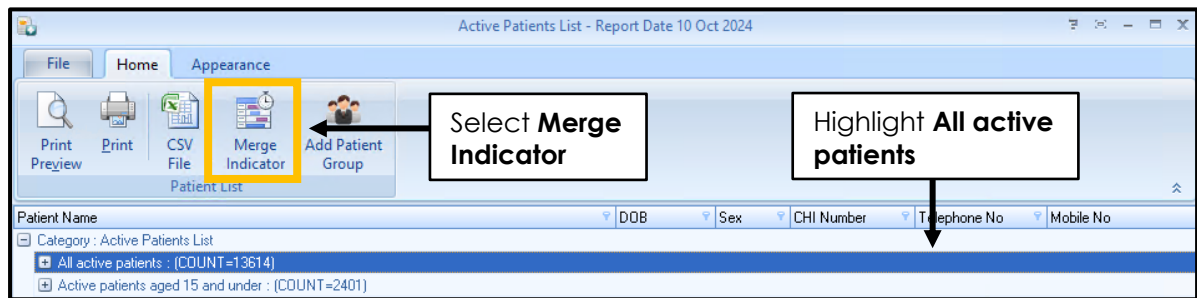 Active Patients List - Report Date 10 Oct 2024
File Home Appearance
Print Preview
Print
CSV File
Merge Indicator
Add Patient Group
Patient List
Select Merge
Indicator
Highlight All active
patients
Patient Name DOB Sex CHI Number Telephone No Mobile No
Category : Active Patients List
All active patients : (COUNT=13614)
Active patients aged 15 and under : (COUNT=2401)